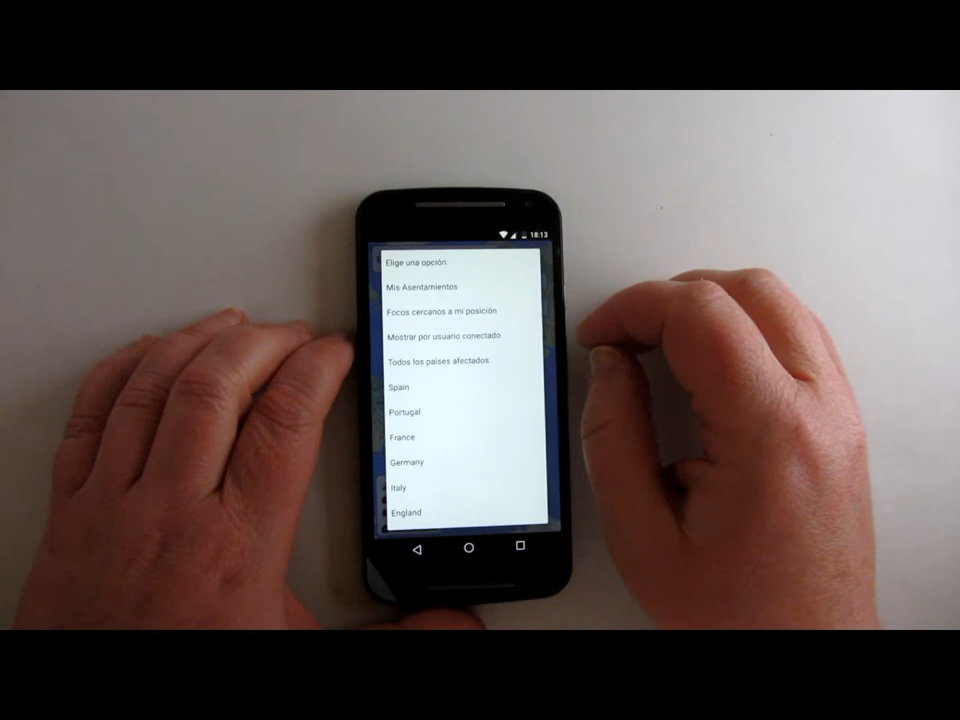 18:13
Elige una opción:
Mis Asentamientos
Focos cercanos a mi posición
Mostrar por usuario conectado
Todos los países afectados
Spain
Portugal
France
Germany
Italy
England